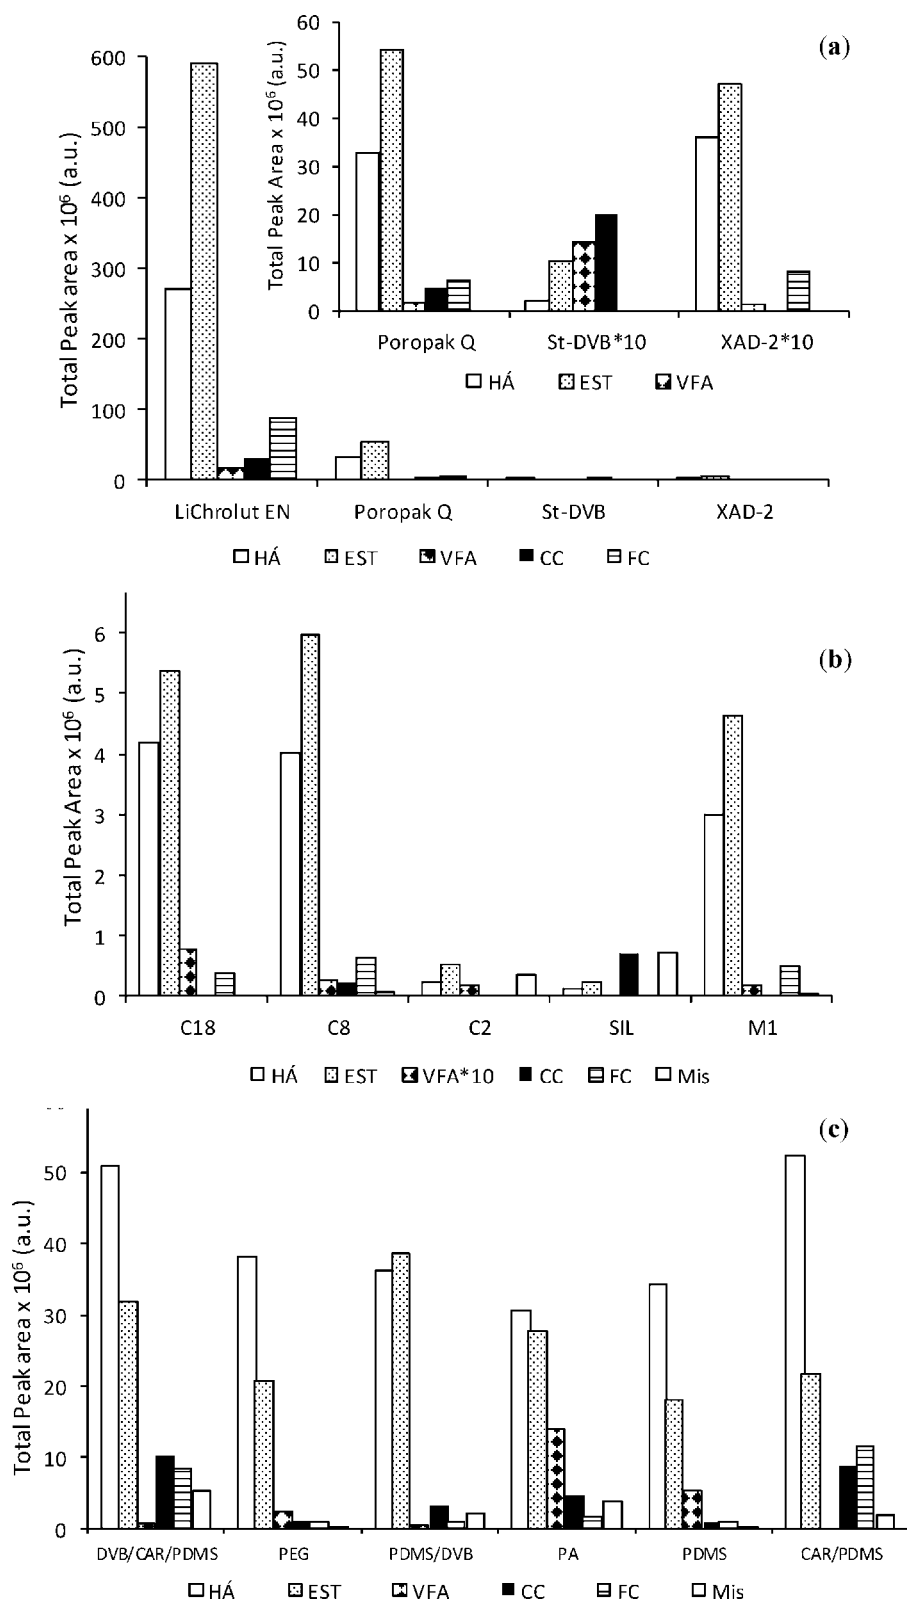 (a)
Total Peak area x 10⁶ (a.u.)
600
500
400
300
200
100
0
Total Peak Area x 10⁶ (a.u.)
60
50
40
30
20
10
0
Poropak Q St-DVB*10 XAD-2*10
HÁ EST VFA
LiChrolut EN Poropak Q St-DVB XAD-2
HÁ EST VFA CC FC
(b)
Total Peak Area x 10⁶ (a.u.)
6
5
4
3
2
1
0
C18 C8 C2 SIL M1
HÁ EST VFA*10 CC FC Mis
(c)
Total Peak area x 10⁶ (a.u.)
50
40
30
20
10
0
DVB/CAR/PDMS PEG PDMS/DVB PA PDMS CAR/PDMS
HÁ EST VFA CC FC Mis